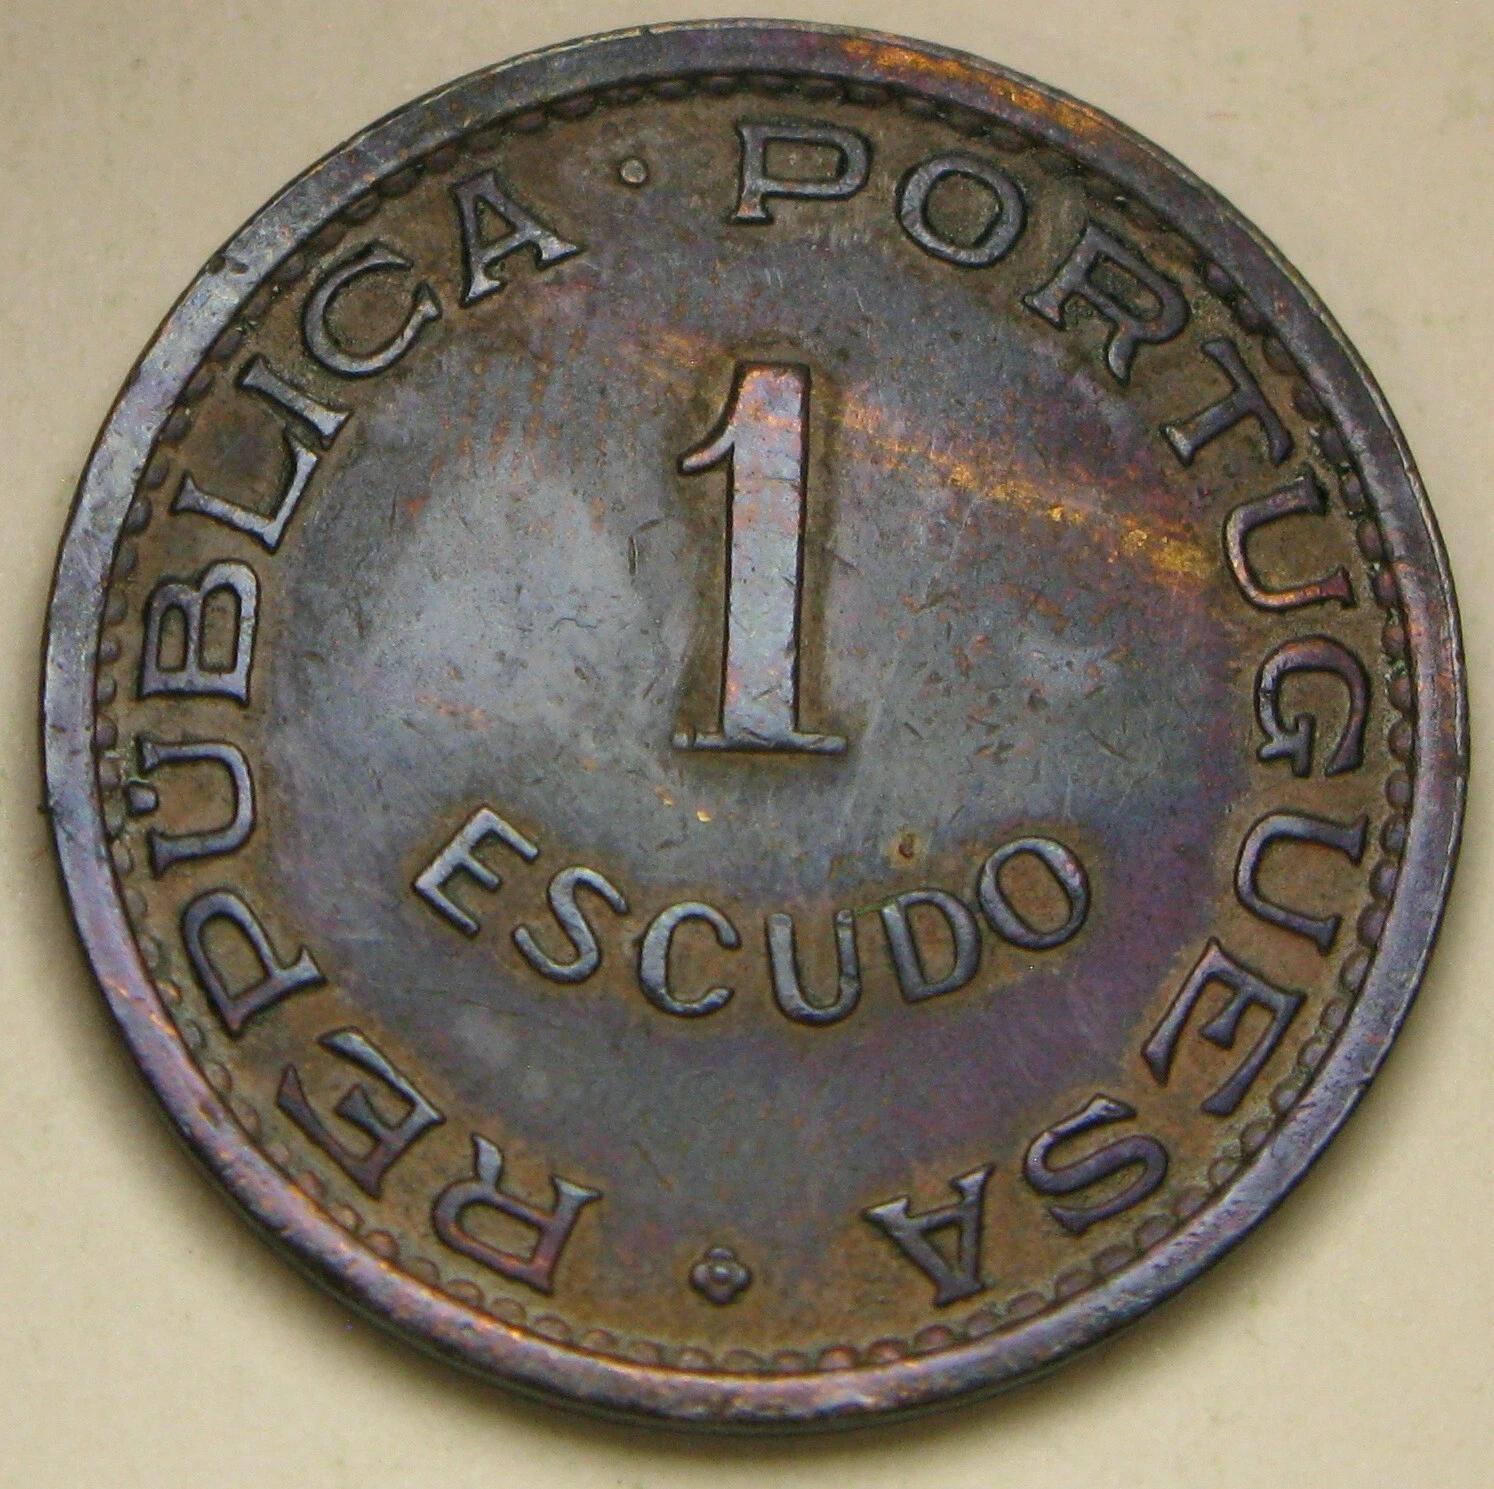 REPÚBLICA · PORTUGUESA
1
ESCUDO